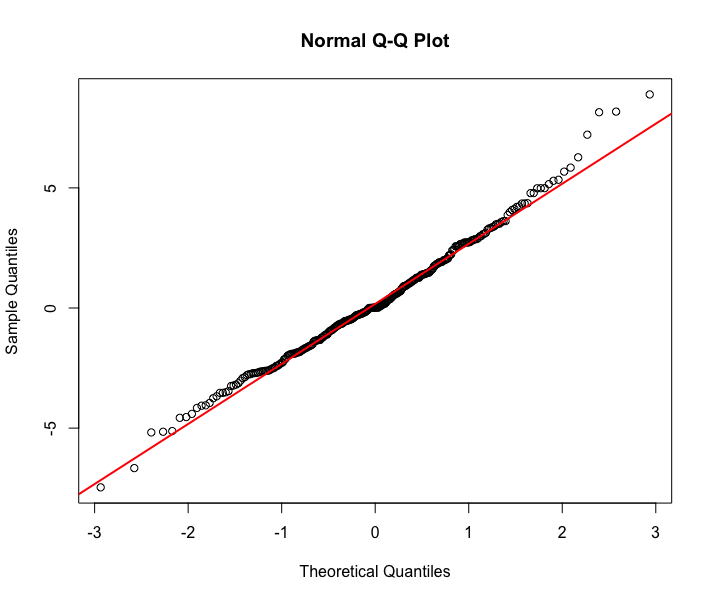 Normal Q-Q Plot
Sample Quantiles
5
0
-5
-3 -2 -1 0 1 2 3
Theoretical Quantiles